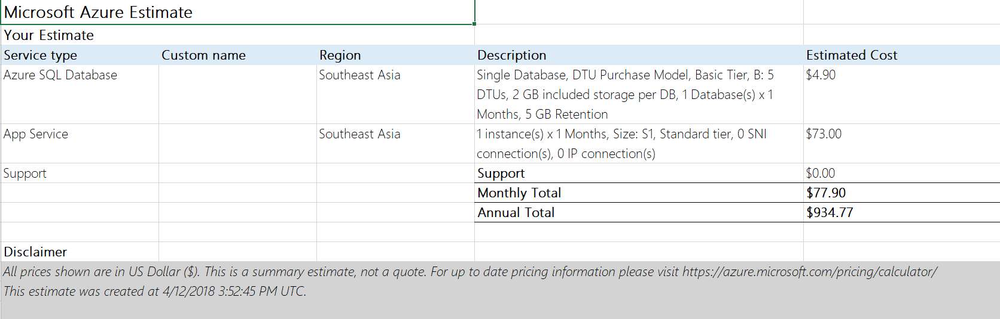 Microsoft Azure Estimate
Your Estimate
Service type Custom name Region Description Estimated Cost
Azure SQL Database Southeast Asia Single Database, DTU Purchase Model, Basic Tier, B: 5 $4.90
DTUs, 2 GB included storage per DB, 1 Database(s) x 1
Months, 5 GB Retention
App Service Southeast Asia 1 instance(s) x 1 Months, Size: S1, Standard tier, 0 SNI $73.00
connection(s), 0 IP connection(s)
Support Support $0.00
Monthly Total $77.90
Annual Total $934.77
Disclaimer
All prices shown are in US Dollar ($). This is a summary estimate, not a quote. For up to date pricing information please visit https://azure.microsoft.com/pricing/calculator/
This estimate was created at 4/12/2018 3:52:45 PM UTC.